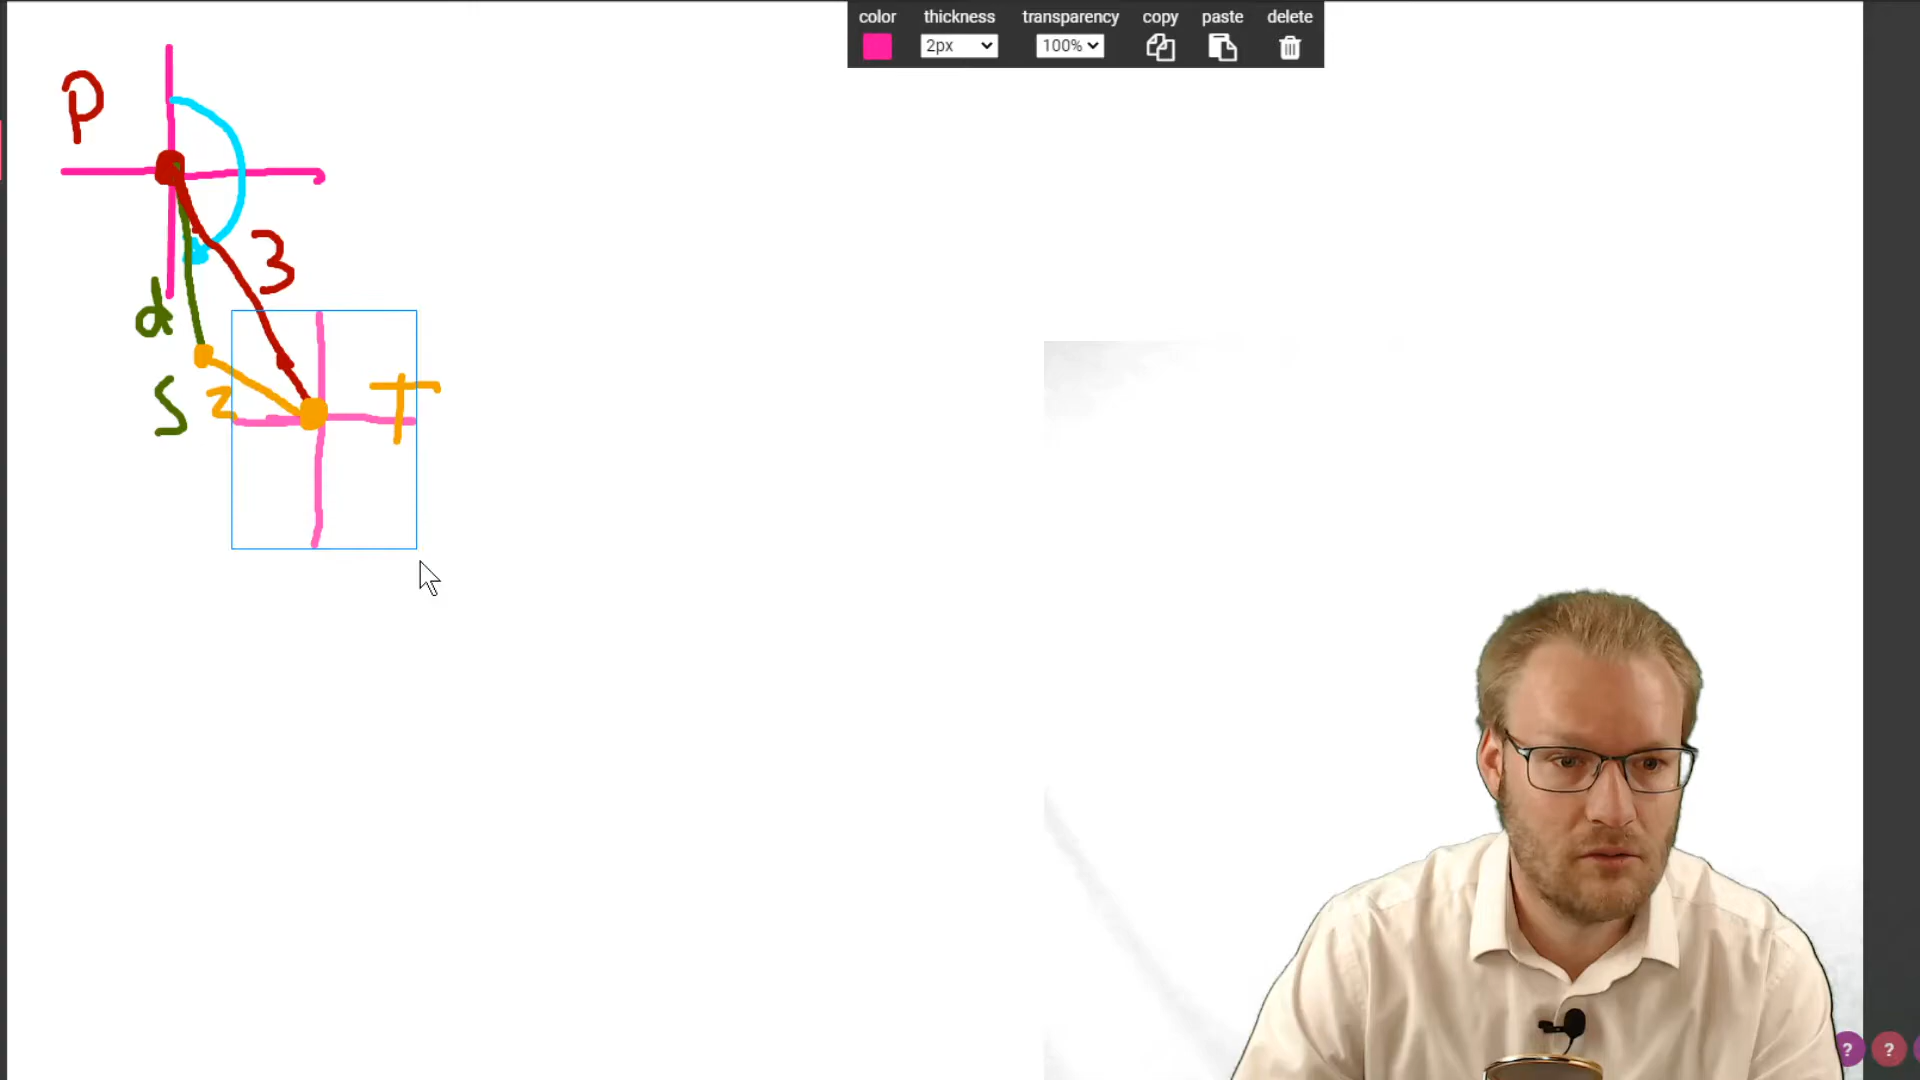 color thickness transparency copy paste delete
2px 100%
P
3
d
T
S 2
? ?